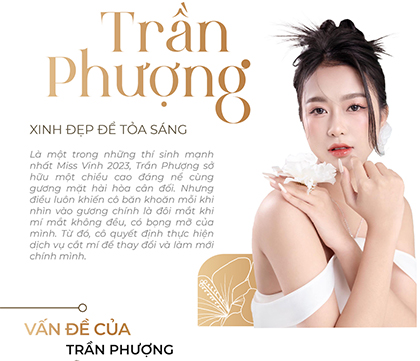 Trần
Phượng
XINH ĐẸP ĐỂ TỎA SÁNG
Là một trong những thí sinh mạnh
nhất Miss Vinh 2023, Trần Phượng sở
hữu một chiều cao đáng nể cùng
gương mặt hài hòa cân đối. Nhưng
điều luôn khiến cô băn khoăn mỗi khi
nhìn vào gương chính là đôi mắt khi
mí mắt không đều, có bọng mỡ của
mình. Từ đó, cô quyết định thực hiện
dịch vụ cắt mí để thay đổi và làm mới
chính mình.
VẤN ĐỀ CỦA
TRẦN PHƯỢNG